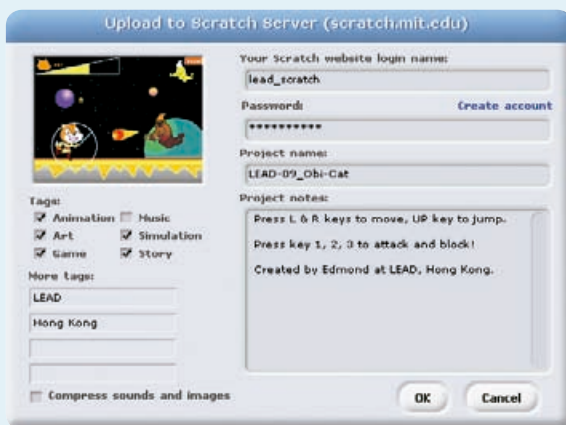 Upload to Scratch Server (scratch.mit.edu)
Your Scratch website login name:
lead_scratch
Password:
Create account
**********
Project name:
LEAD-09_Obi-Cat
Tags:
Animation
Music
Art
Simulation
Game
Story
More tags:
LEAD
Hong Kong
Compress sounds and images
Project notes:
Press L & R keys to move, UP key to jump.
Press key 1, 2, 3 to attack and block!
Created by Edmond at LEAD, Hong Kong.
OK
Cancel